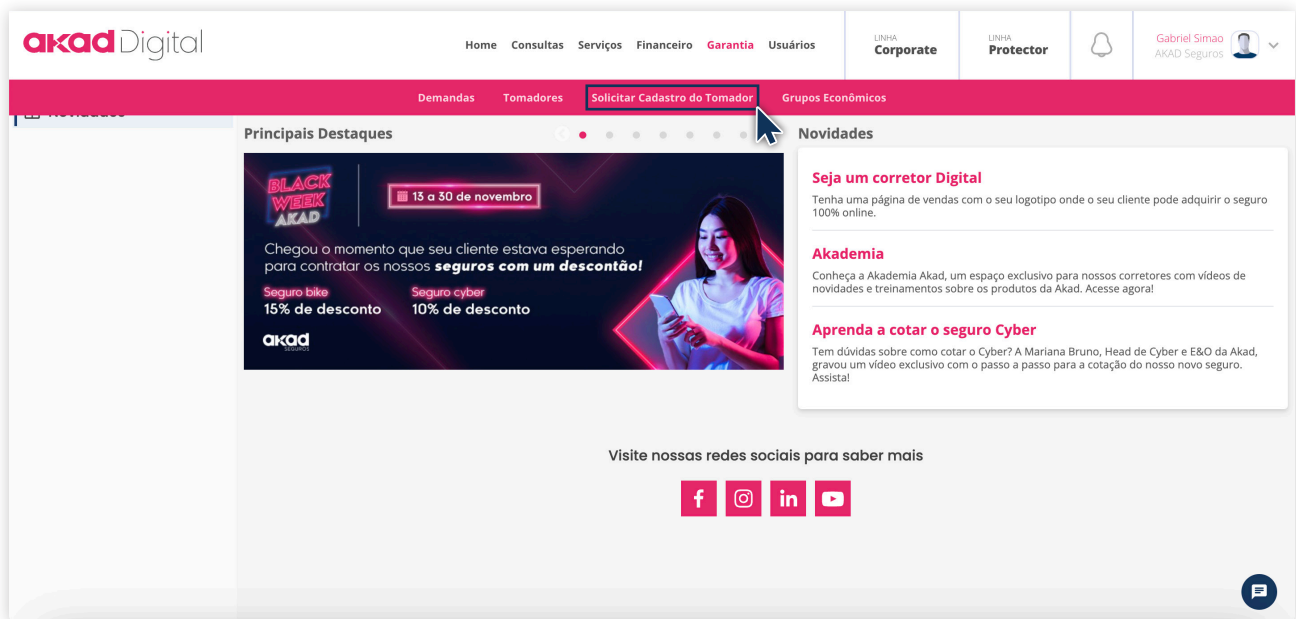 akad Digital
Home Consultas Serviços Financeiro Garantia Usuários
LINHA
Corporate
LINHA
Protector
Gabriel Simao
AKAD Seguros
Demandas Tomadores Solicitar Cadastro do Tomador Grupos Econômicos
Novidades
Principais Destaques
BLACK
WEEK
AKAD
13 a 30 de novembro
Chegou o momento que seu cliente estava esperando
para contratar os nossos seguros com um descontão!
Seguro bike
15% de desconto
Seguro cyber
10% de desconto
akad
SEGUROS
Novidades
Seja um corretor Digital
Tenha uma página de vendas com o seu logotipo onde o seu cliente pode adquirir o seguro
100% online.
Akademia
Conheça a Akademia Akad, um espaço exclusivo para nossos corretores com vídeos de
novidades e treinamentos sobre os produtos da Akad. Acesse agora!
Aprenda a cotar o seguro Cyber
Tem dúvidas sobre como cotar o Cyber? A Mariana Bruno, Head de Cyber e E&O da Akad,
gravou um vídeo exclusivo com o passo a passo para a cotação do nosso novo seguro.
Assista!
Visite nossas redes sociais para saber mais